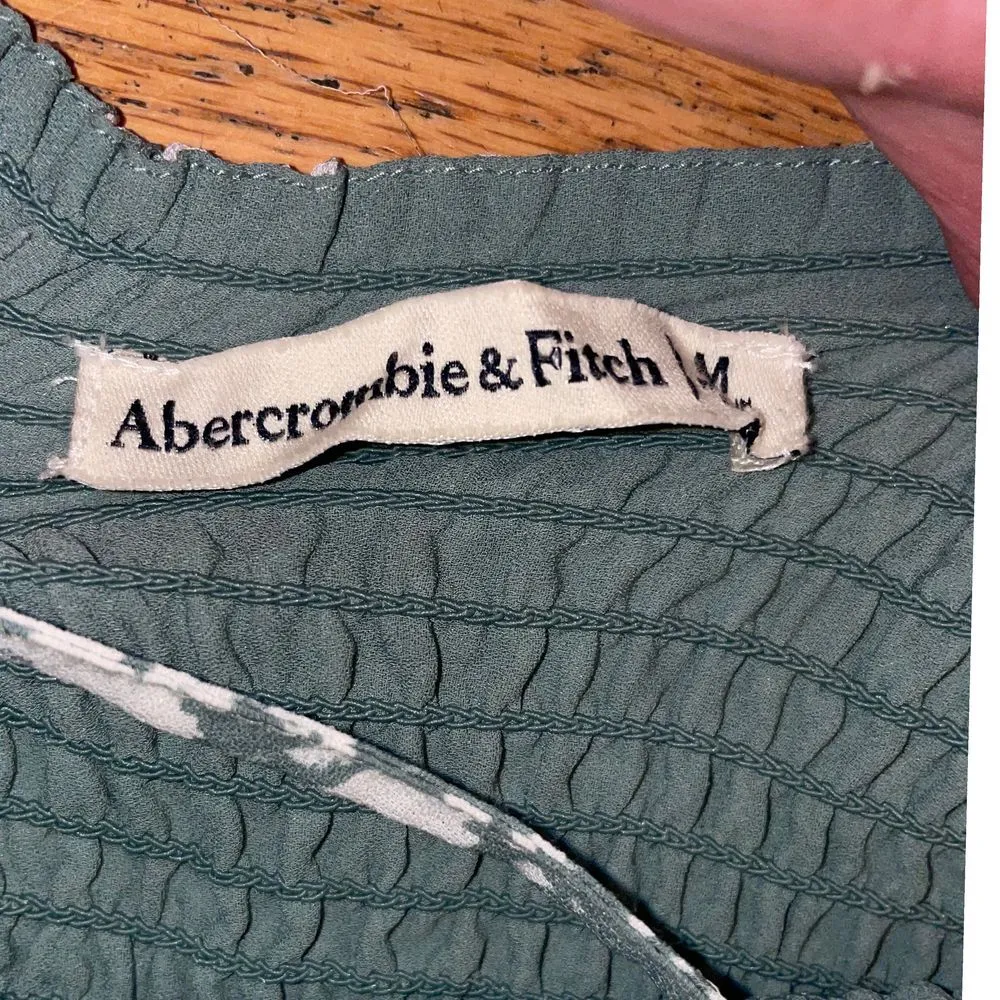 Abercrombie & Fitch | M